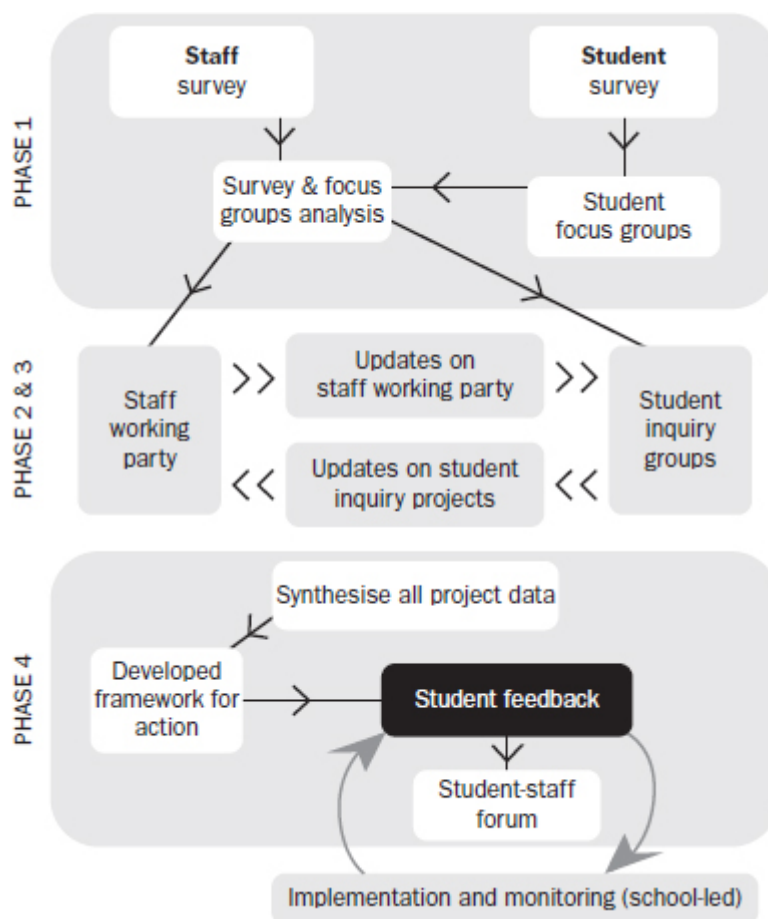 PHASE 1
Staff
survey
Student
survey
Survey & focus
groups analysis
Student
focus groups
PHASE 2 & 3
Staff
working
party
Updates on
staff working party
Updates on student
inquiry projects
Student
inquiry
groups
PHASE 4
Synthesise all project data
Developed
framework for
action
Student feedback
Student-staff
forum
Implementation and monitoring (school-led)